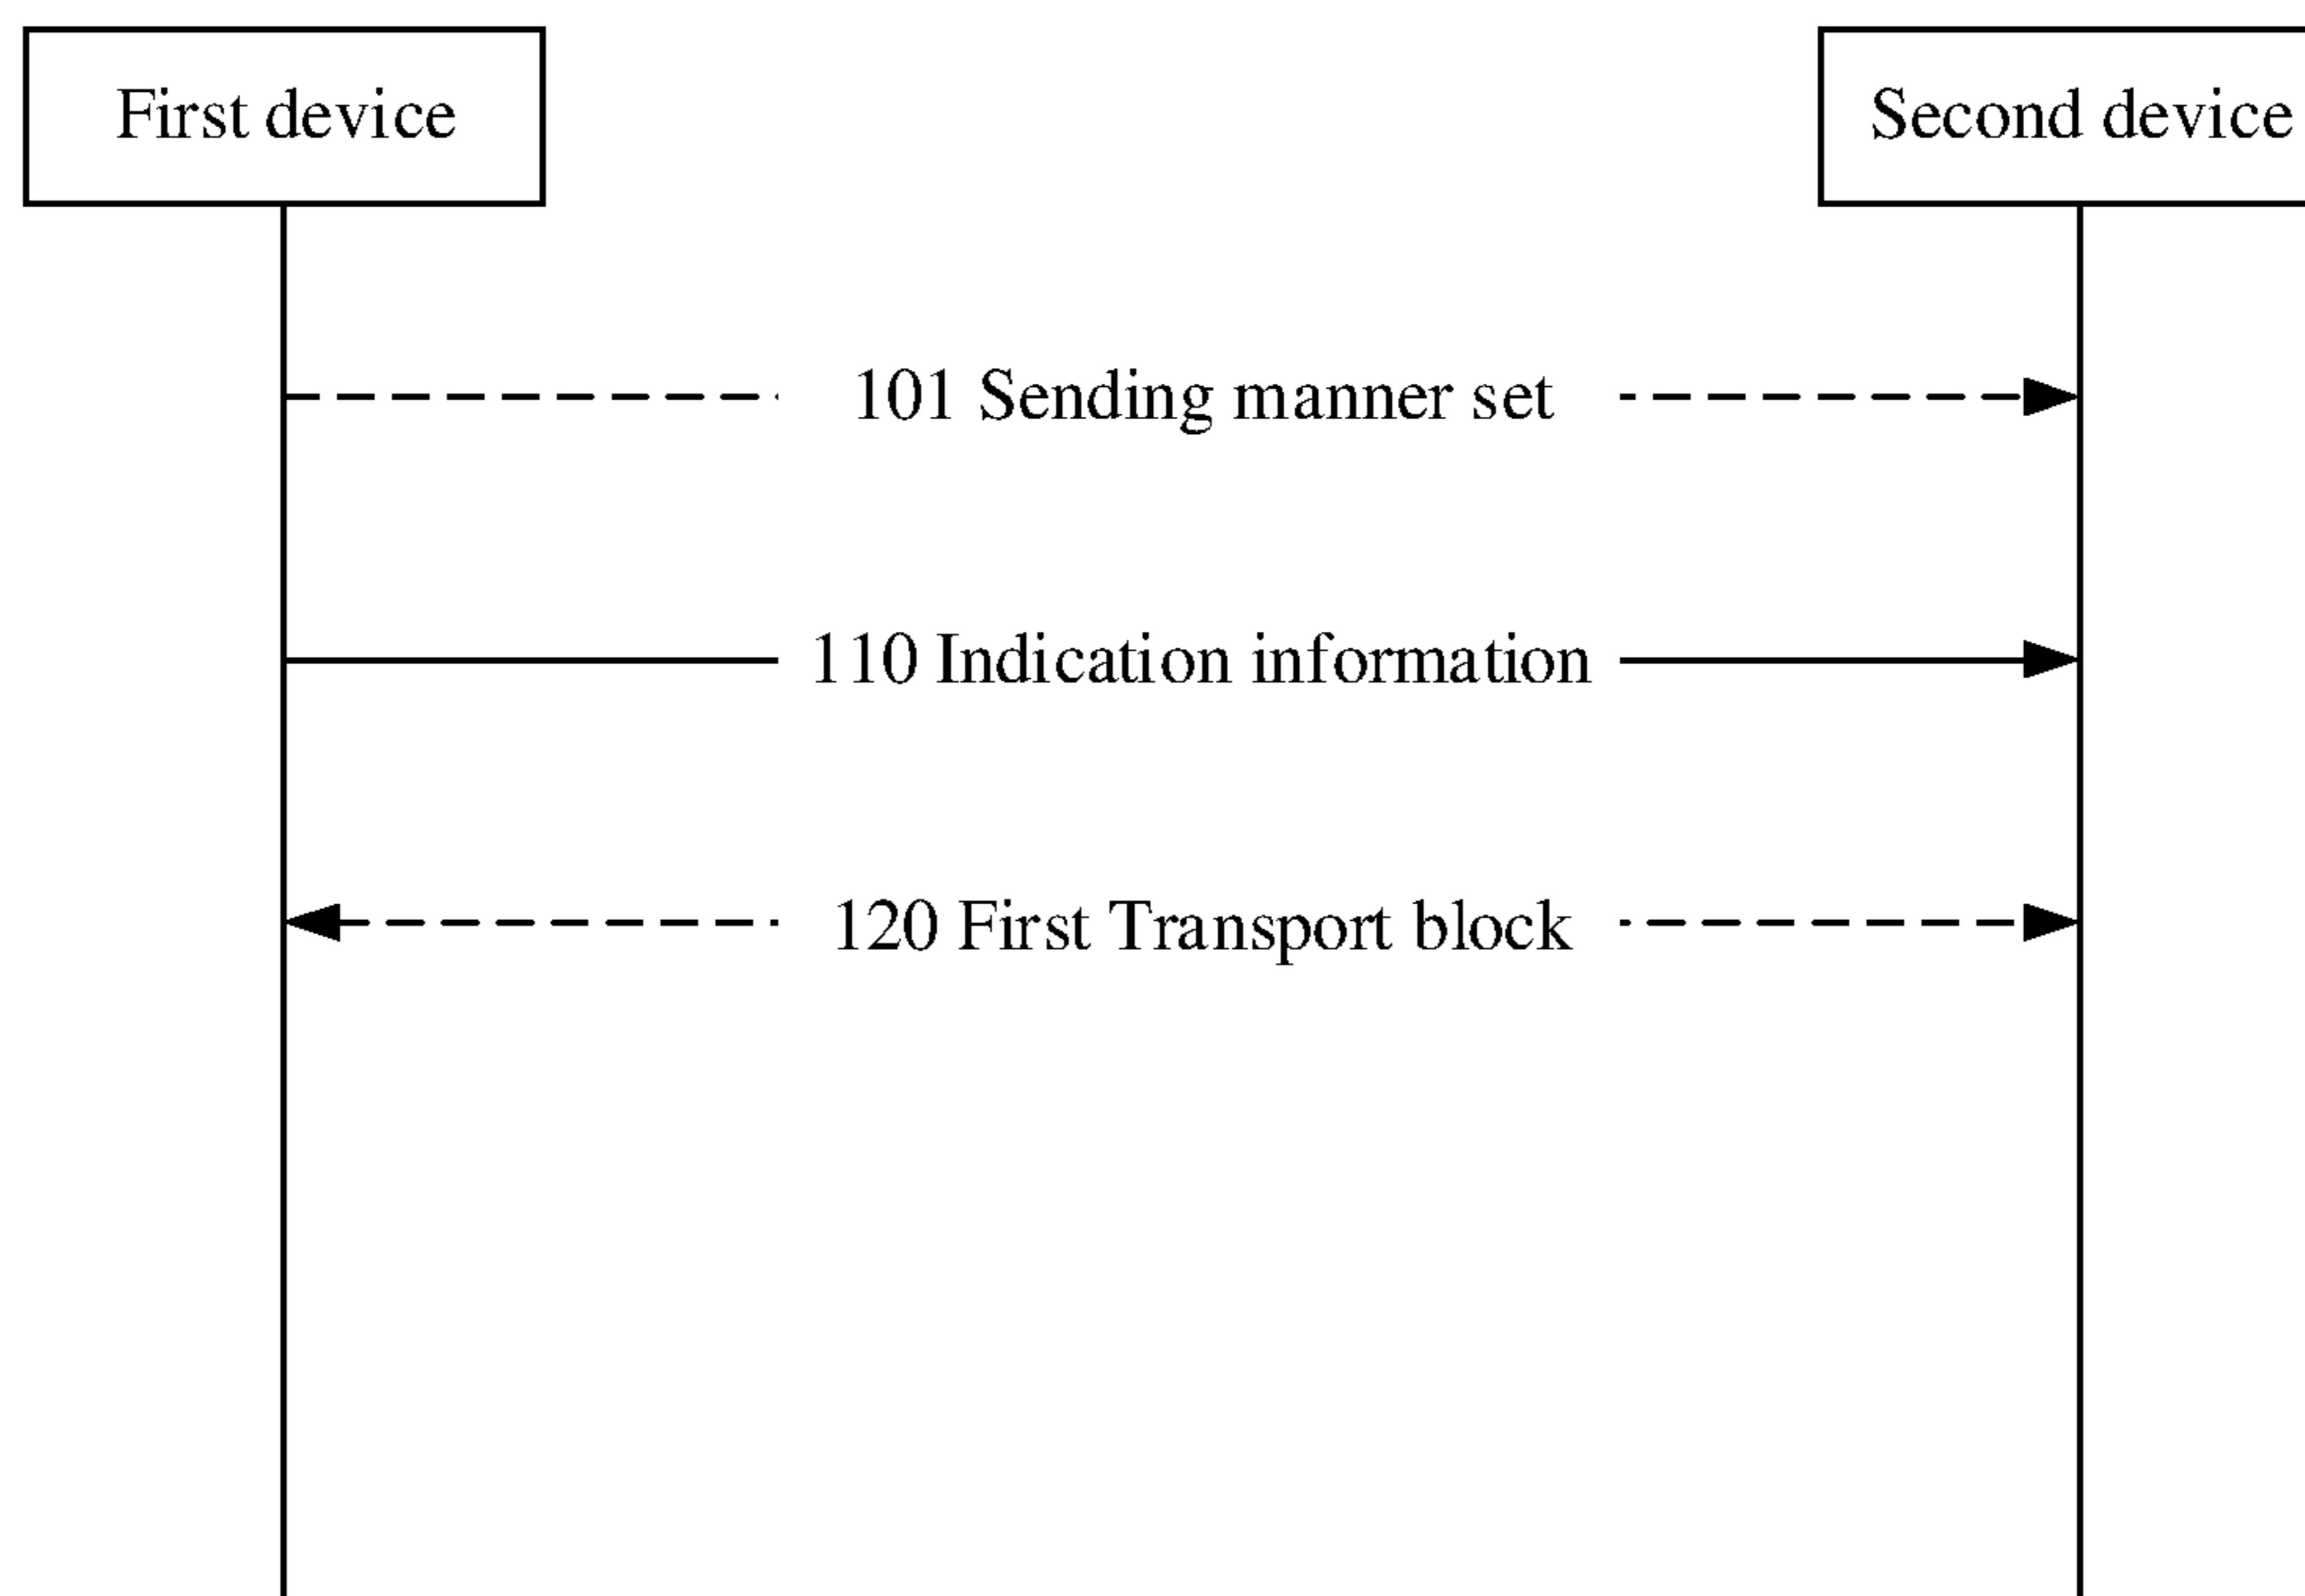 First device
Second device
101 Sending manner set
110 Indication information
120 First Transport block